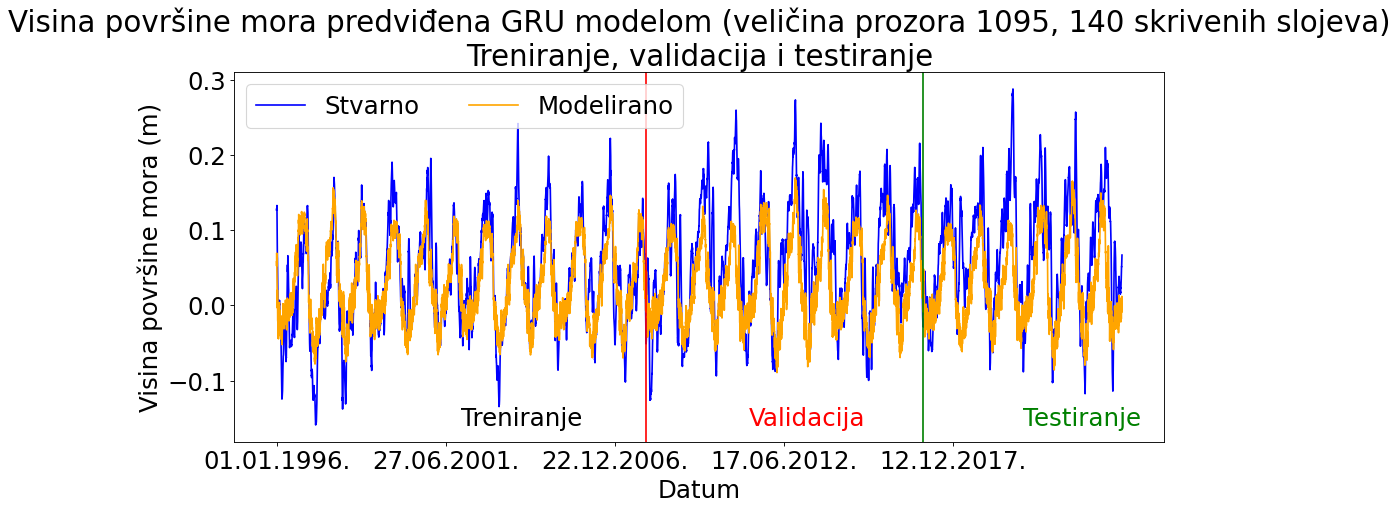 Visina površine mora predviđena GRU modelom (veličina prozora 1095, 140 skrivenih slojeva)
Treniranje, validacija i testiranje
Stvarno
Modelirano
Visina površine mora (m)
0.3
0.2
0.1
0.0
−0.1
Treniranje
Validacija
Testiranje
01.01.1996.
27.06.2001.
22.12.2006.
17.06.2012.
12.12.2017.
Datum